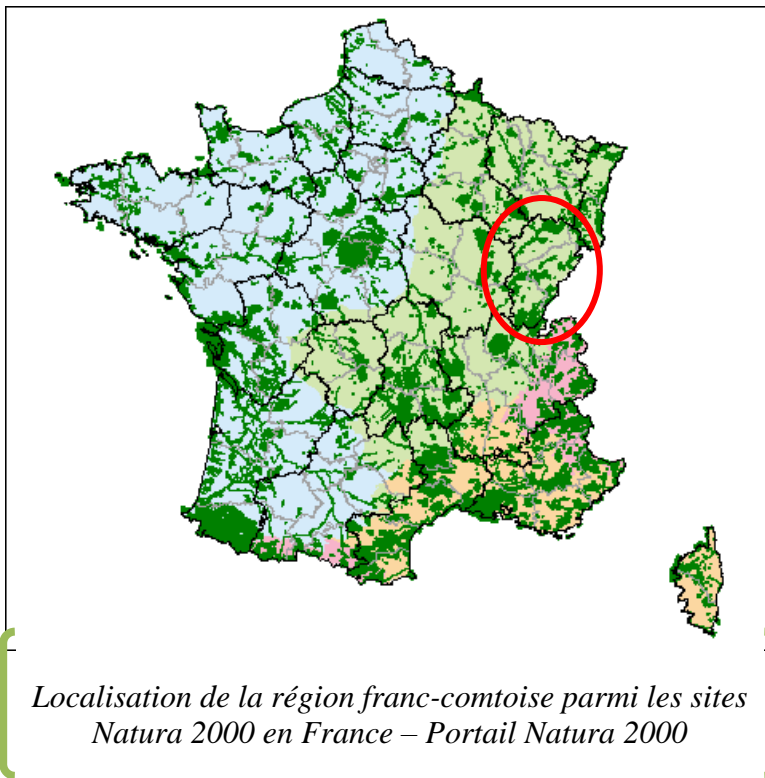 Localisation de la région franc-comtoise parmi les sites
Natura 2000 en France – Portail Natura 2000